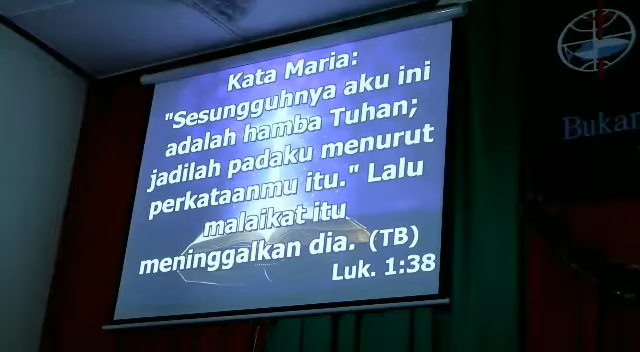 Kata Maria:
"Sesungguhnya aku ini
adalah hamba Tuhan;
jadilah padaku menurut
perkataanmu itu." Lalu
malaikat itu
meninggalkan dia. (TB)
Luk. 1:38
Bukan